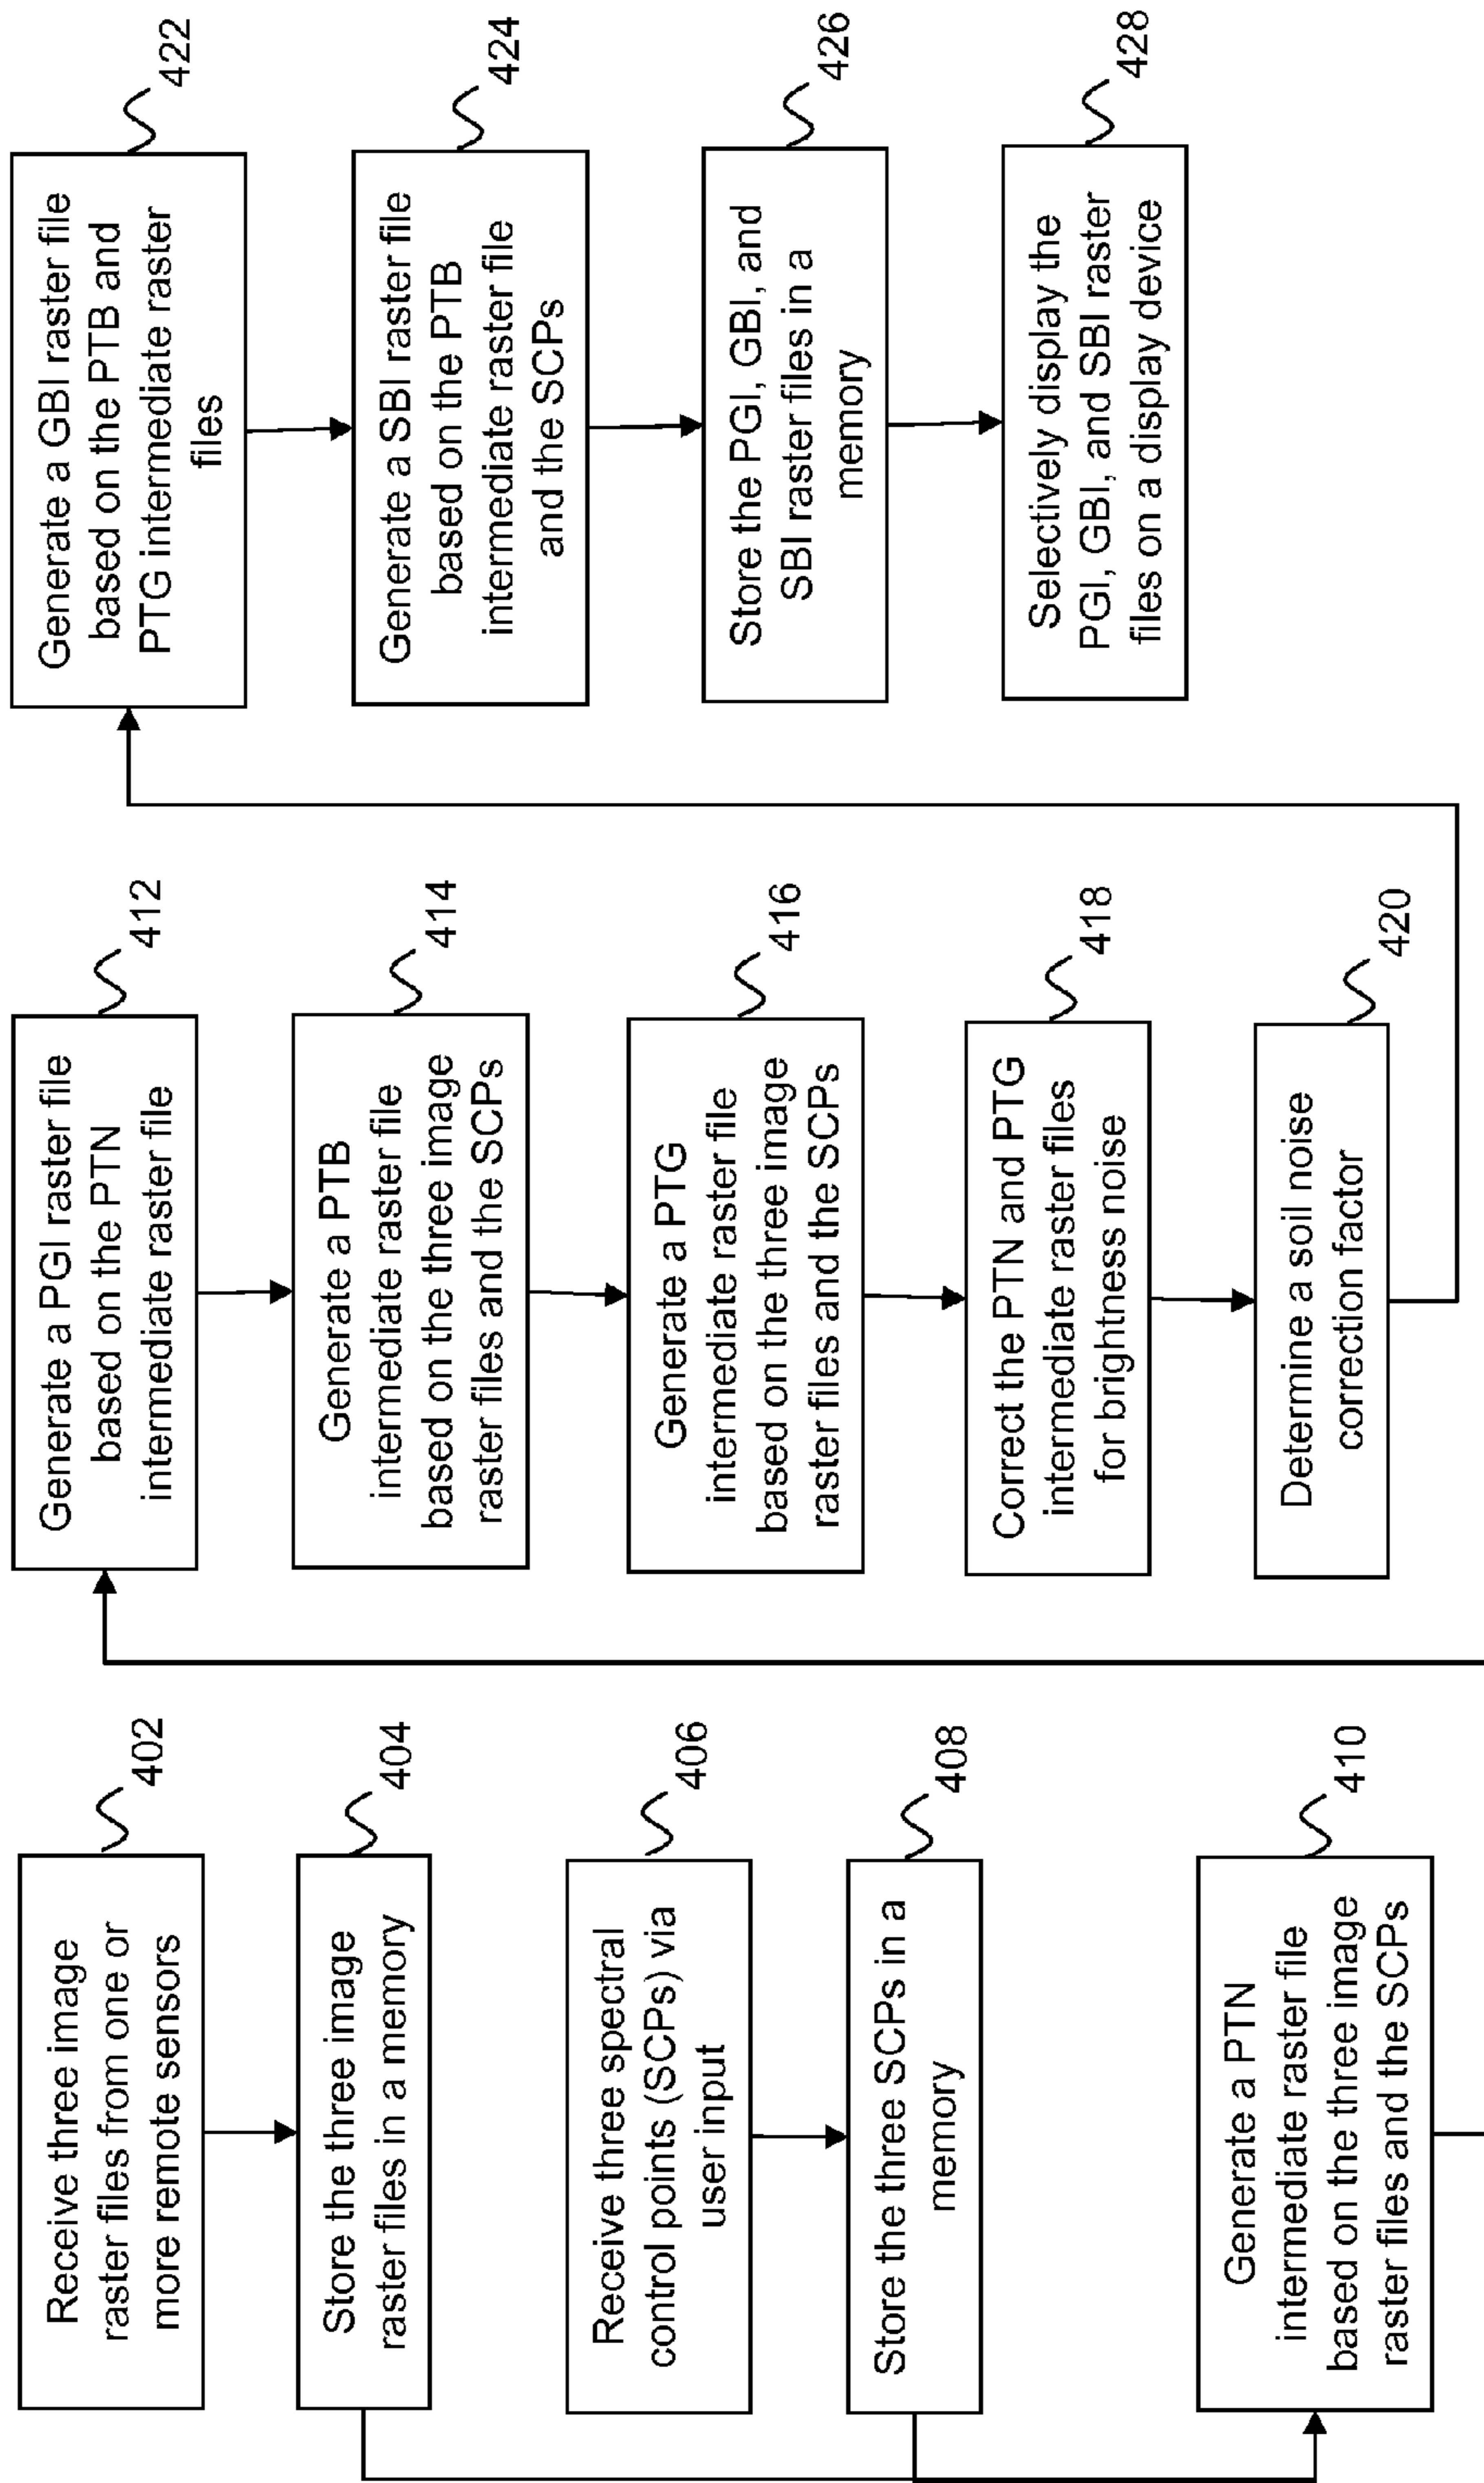 Receive three image
raster files from one or
more remote sensors
402
Store the three image
raster files in a memory
404
Receive three spectral
control points (SCPs) via
user input
406
Store the three SCPs in a
memory
408
Generate a PTN
intermediate raster file
based on the three image
raster files and the SCPs
410
Generate a PGI raster file
based on the PTN
intermediate raster file
412
Generate a PTB
intermediate raster file
based on the three image
raster files and the SCPs
414
Generate a PTG
intermediate raster file
based on the three image
raster files and the SCPs
416
Correct the PTN and PTG
intermediate raster files
for brightness noise
418
Determine a soil noise
correction factor
420
Generate a GBI raster file
based on the PTB and
PTG intermediate raster
files
422
Generate a SBI raster file
based on the PTB
intermediate raster file
and the SCPs
424
Store the PGI, GBI, and
SBI raster files in a
memory
426
Selectively display the
PGI, GBI, and SBI raster
files on a display device
428